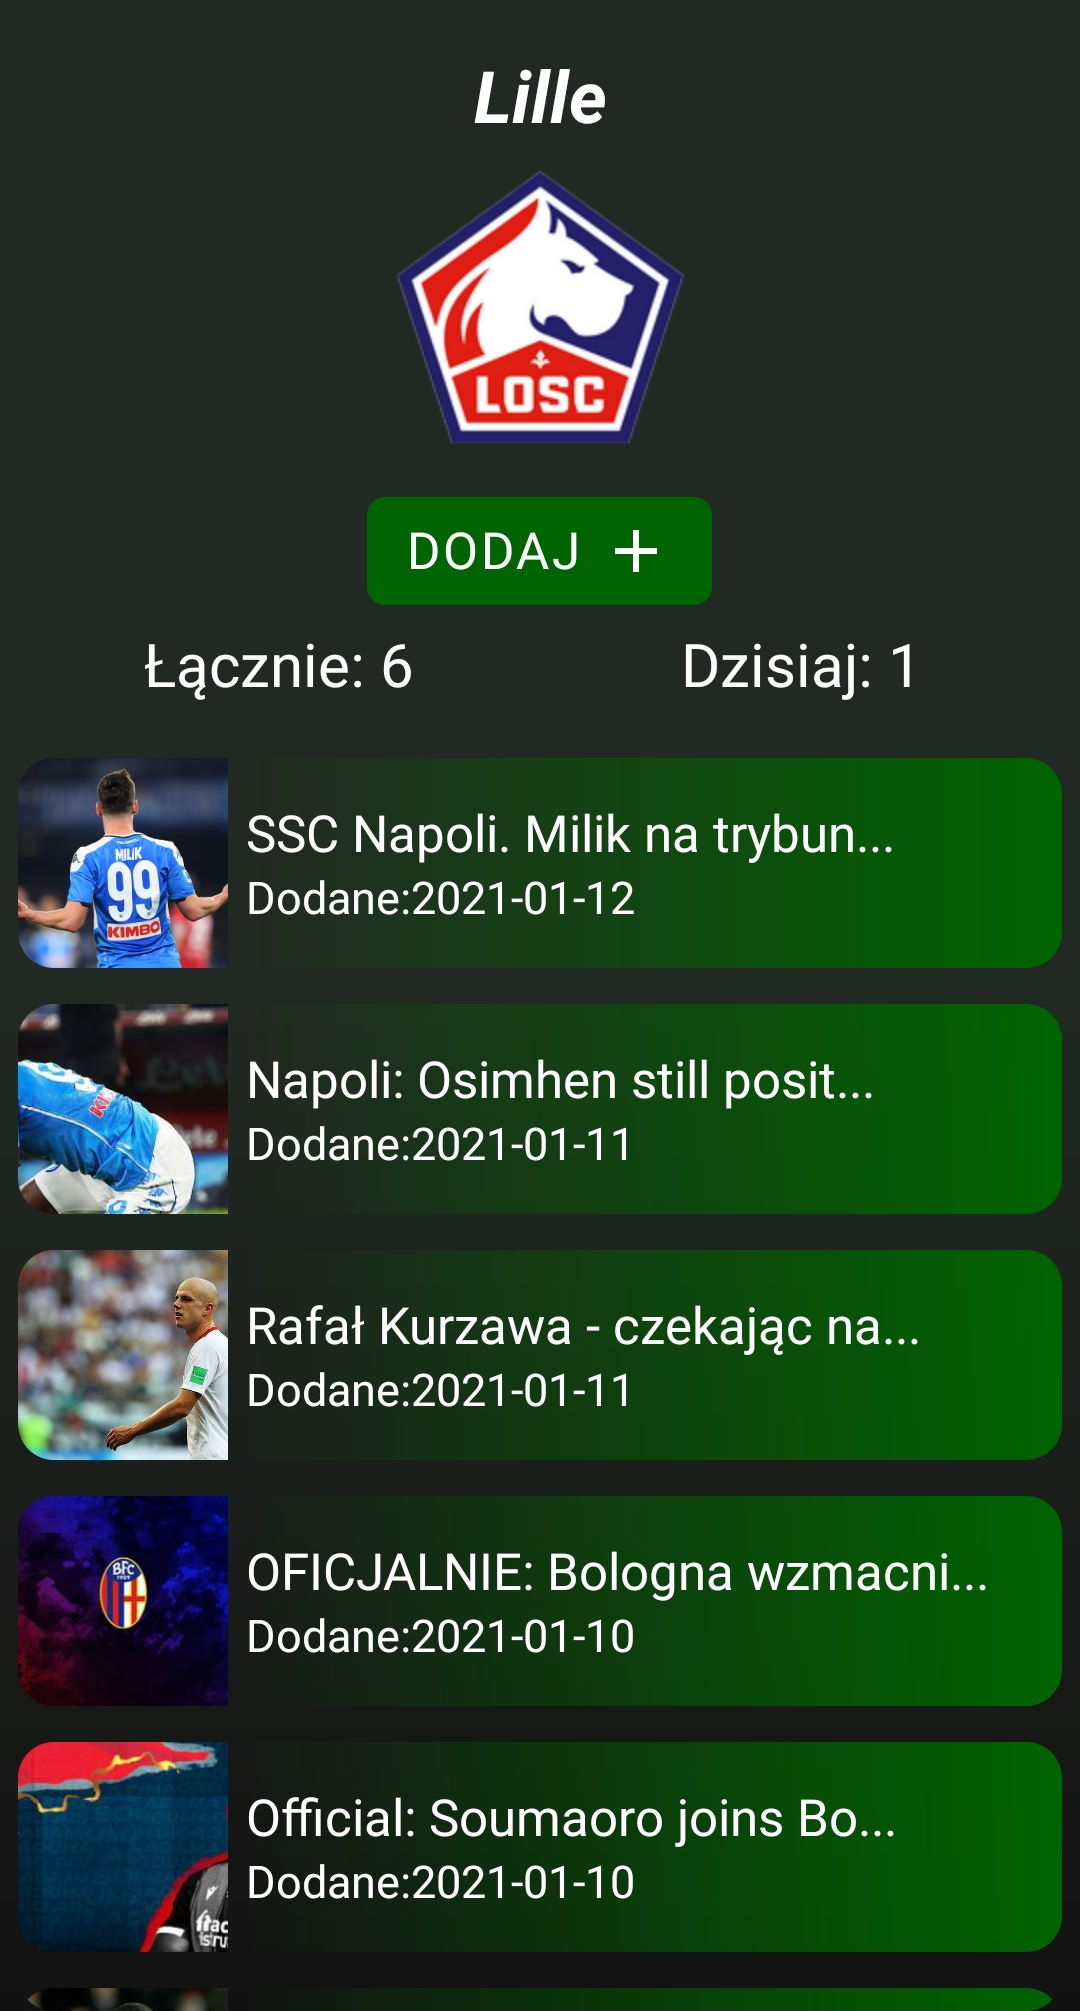 Lille
LOSC
DODAJ +
Łącznie: 6 Dzisiaj: 1
MILIK
99
KIMBO
SSC Napoli. Milik na trybun...
Dodane:2021-01-12
Napoli: Osimhen still posit...
Dodane:2021-01-11
Rafał Kurzawa - czekając na...
Dodane:2021-01-11
BFC
1909
OFICJALNIE: Bologna wzmacni...
Dodane:2021-01-10
Official: Soumaoro joins Bo...
Dodane:2021-01-10